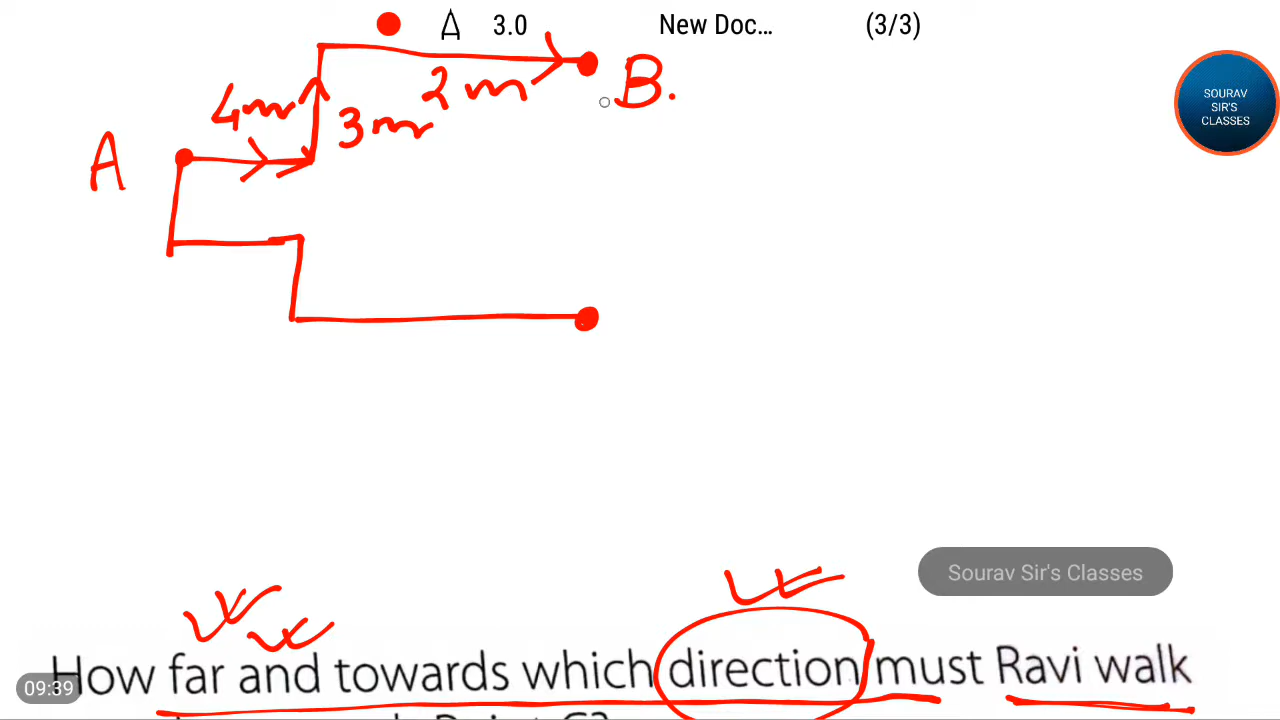 A 3.0 New Doc... (3/3)
SOURAV
SIR'S
CLASSES
4m
3m
2m
B.
A
Sourav Sir's Classes
How far and towards which direction must Ravi walk
09:39